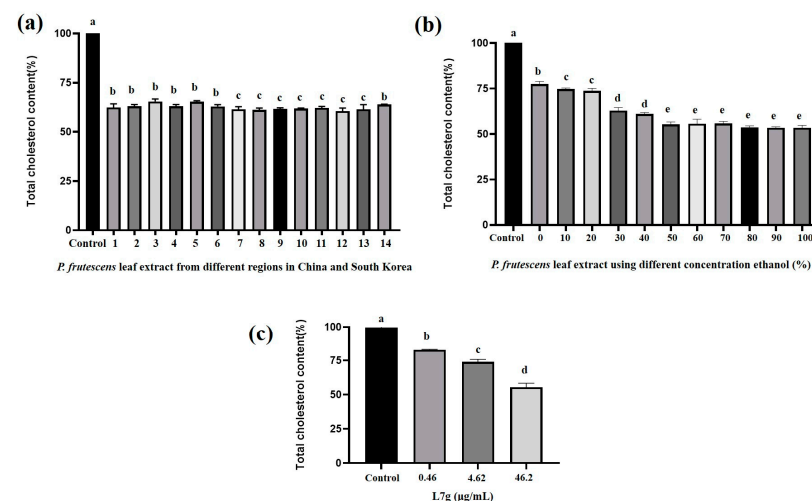 (a)
Total cholesterol content(%)
100
75
50
25
0
a
b b b b b b c c c c c c c b
Control 1 2 3 4 5 6 7 8 9 10 11 12 13 14
P. frutescens leaf extract from different regions in China and South Korea
(b)
Total cholesterol content(%)
100
75
50
25
0
a
b c c d d e e e e e e
Control 0 10 20 30 40 50 60 70 80 90 100
P. frutescens leaf extract using different concentration ethanol (%)
(c)
Total cholesterol content(%)
100
75
50
25
0
a
b
c
d
Control 0.46 4.62 46.2
L7g (μg/mL)